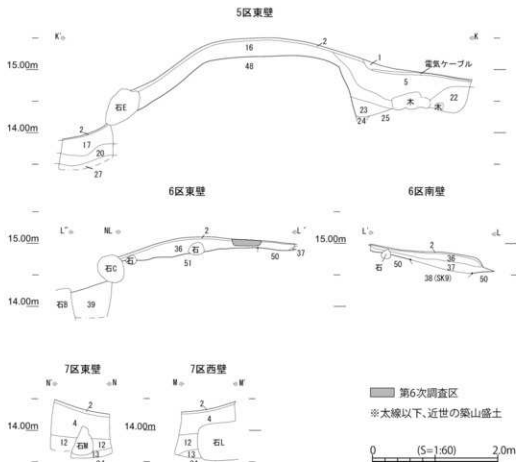 5区東壁
K' K
2
16 1
電気ケーブル
15.00m 48 5
石E 木 22
23 木
14.00m 2 24 25
17
20
27
6区東壁 6区南壁
L" NL L' L' L
15.00m 2 15.00m 2
36 石 37 36
石 51 50 石 50 37
石C 38(SK9) 50
14.00m 石B 39 14.00m
7区東壁 7区西壁
N' N M M'
2 2
14.00m 4 14.00m 4
12 12 12 石L
石M 13 13
第6次調査区
※太線以下、近世の築山盛土
0 (S=1:60) 2.0m